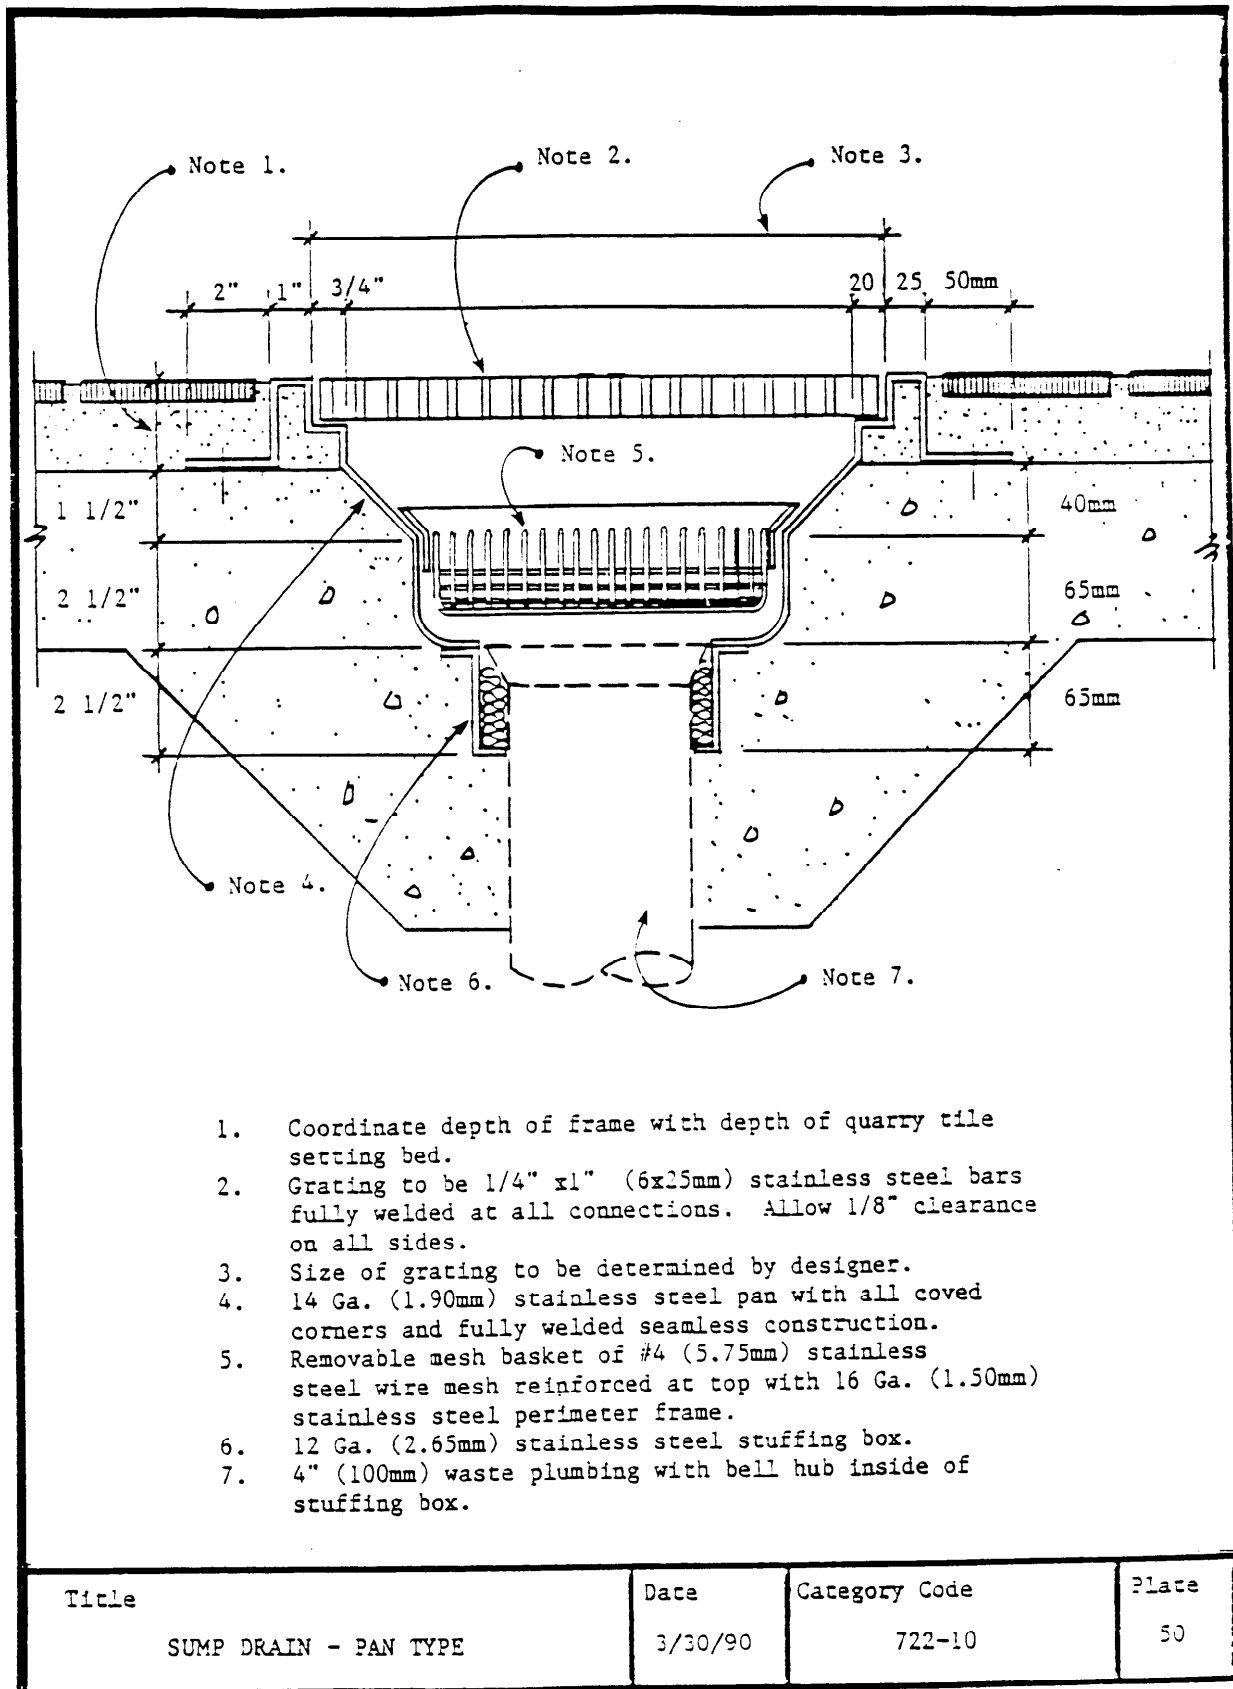 Note 1.
Note 2.
Note 3.
2" 1" 3/4" 20 25 50mm
Note 5.
1 1/2" 40mm
2 1/2" 65mm
2 1/2" 65mm
Note 4.
Note 6.
Note 7.
1. Coordinate depth of frame with depth of quarry tile
setting bed.
2. Grating to be 1/4" x1" (6x25mm) stainless steel bars
fully welded at all connections. Allow 1/8" clearance
on all sides.
3. Size of grating to be determined by designer.
4. 14 Ga. (1.90mm) stainless steel pan with all coved
corners and fully welded seamless construction.
5. Removable mesh basket of #4 (5.75mm) stainless
steel wire mesh reinforced at top with 16 Ga. (1.50mm)
stainless steel perimeter frame.
6. 12 Ga. (2.65mm) stainless steel stuffing box.
7. 4" (100mm) waste plumbing with bell hub inside of
stuffing box.
Title Date Category Code Plate
SUMP DRAIN - PAN TYPE 3/30/90 722-10 50